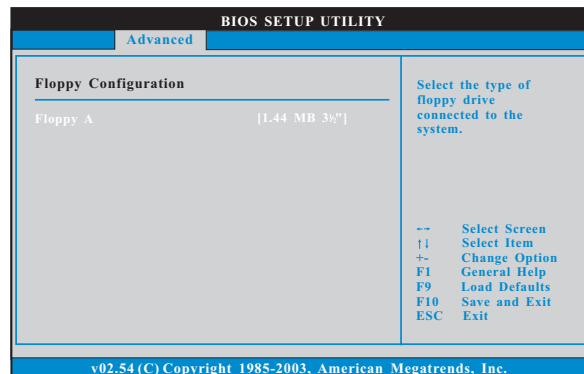 BIOS SETUP UTILITY
Advanced
Floppy Configuration
Floppy A [1.44 MB 3½"]
Select the type of
floppy drive
connected to the
system.
←→ Select Screen
↑↓ Select Item
+- Change Option
F1 General Help
F9 Load Defaults
F10 Save and Exit
ESC Exit
v02.54 (C) Copyright 1985-2003, American Megatrends, Inc.